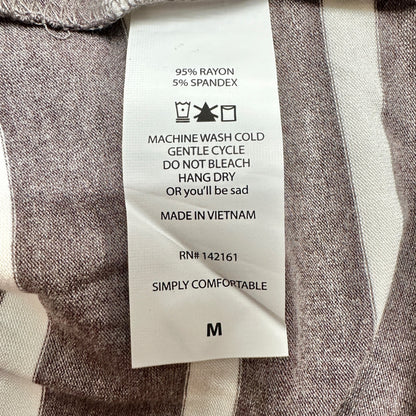 95% RAYON
5% SPANDEX
MACHINE WASH COLD
GENTLE CYCLE
DO NOT BLEACH
HANG DRY
OR you'll be sad
MADE IN VIETNAM
RN# 142161
SIMPLY COMFORTABLE
M